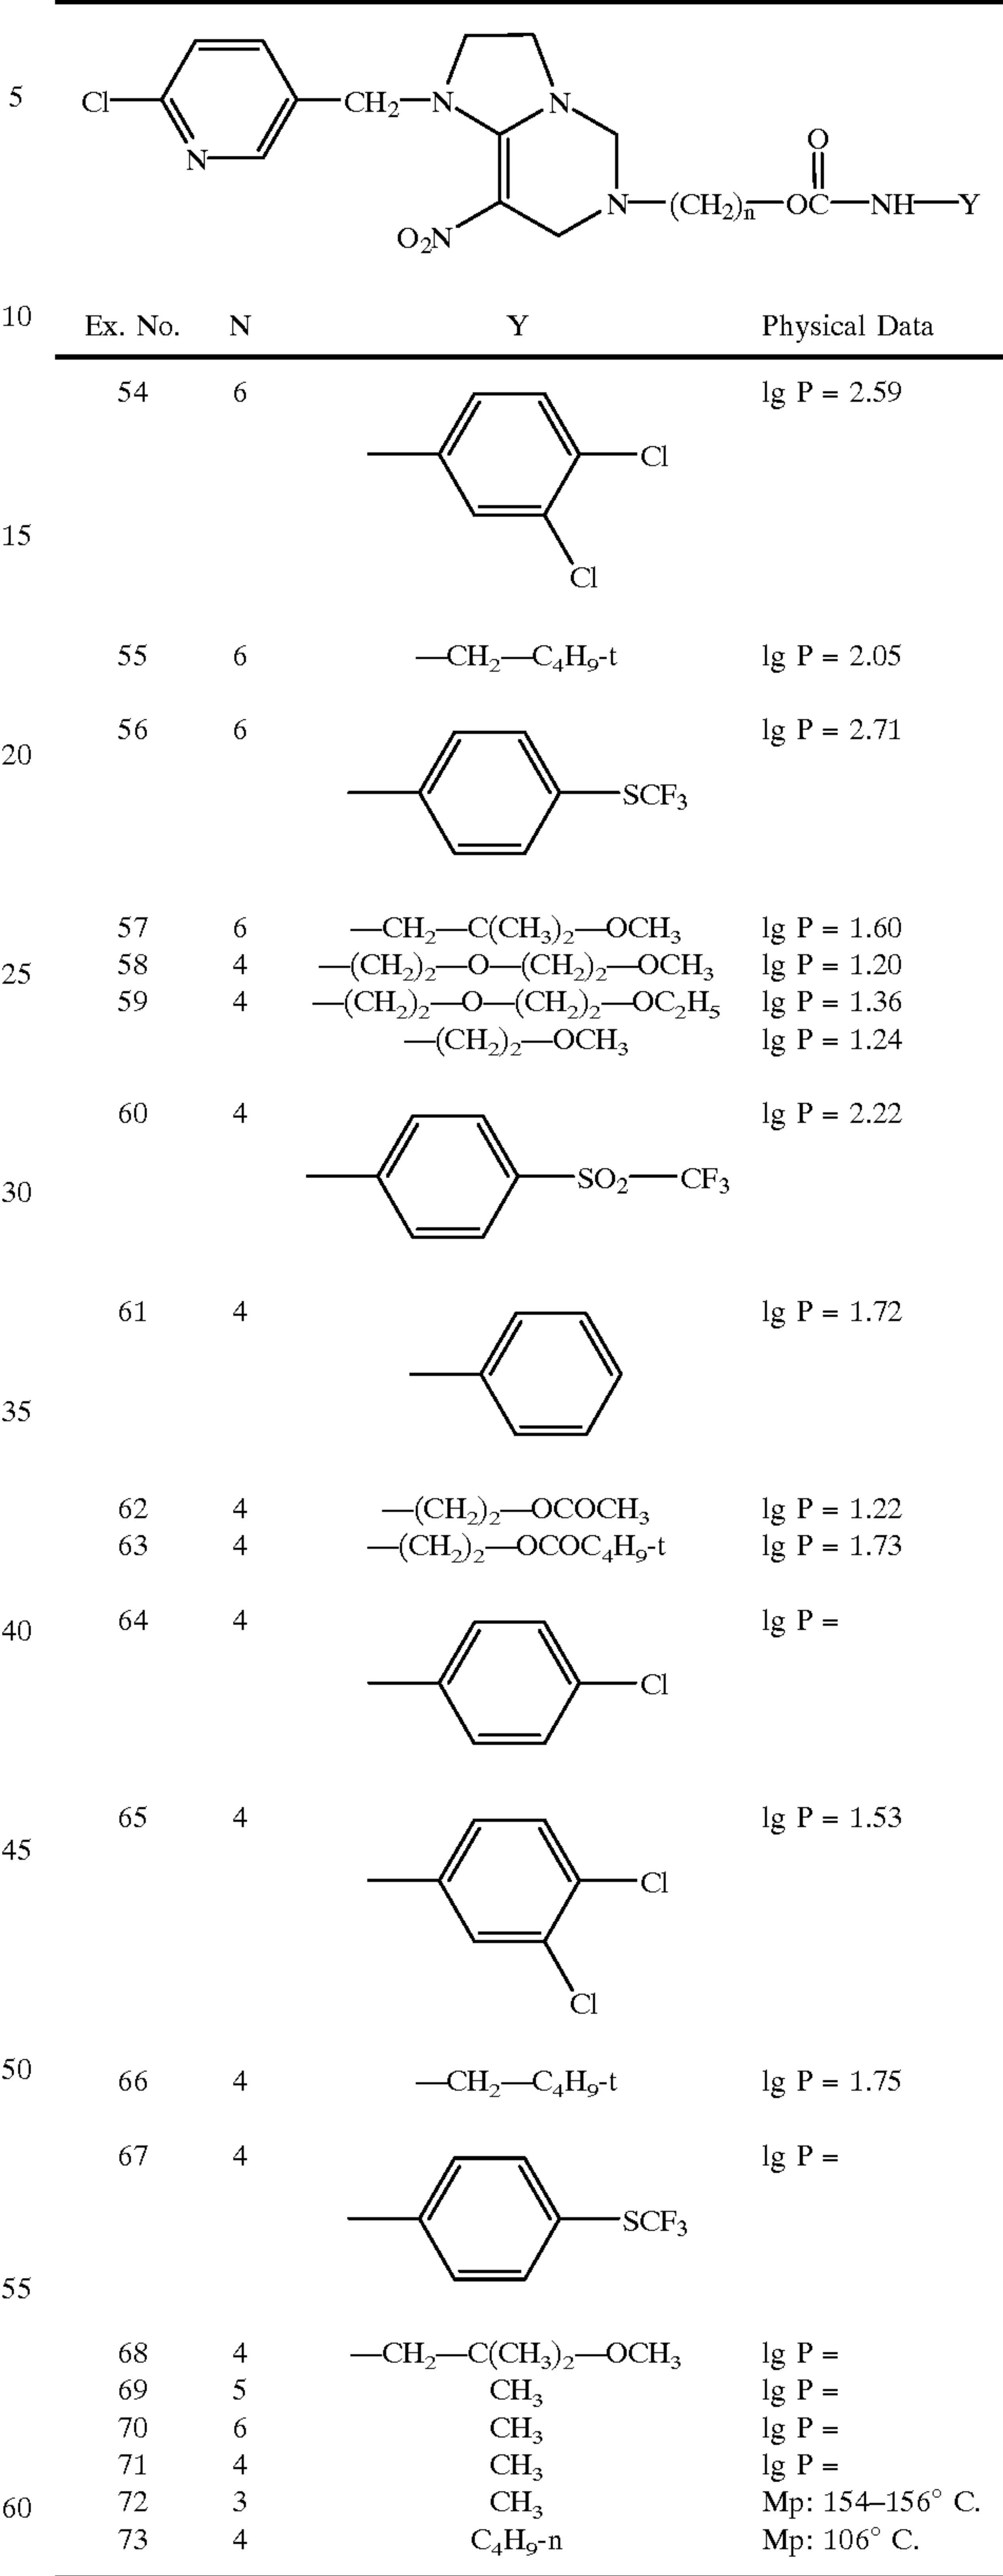 5
Cl CH₂ N N
N
O
N (CH₂)n OC NH Y
O₂N
10 Ex. No. N Y Physical Data
54 6 lg P = 2.59
Cl
15
Cl
55 6 —CH₂—C₄H₉-t lg P = 2.05
56 6 lg P = 2.71
20
SCF₃
57 6 —CH₂—C(CH₃)₂—OCH₃ lg P = 1.60
25 58 4 —(CH₂)₂—O—(CH₂)₂—OCH₃ lg P = 1.20
59 4 —(CH₂)₂—O—(CH₂)₂—OC₂H₅ lg P = 1.36
—(CH₂)₂—OCH₃ lg P = 1.24
60 4 lg P = 2.22
30 SO₂—CF₃
61 4 lg P = 1.72
35
62 4 —(CH₂)₂—OCOCH₃ lg P = 1.22
63 4 —(CH₂)₂—OCOC₄H₉-t lg P = 1.73
40 64 4 lg P =
Cl
65 4 lg P = 1.53
45
Cl
Cl
50 66 4 —CH₂—C₄H₉-t lg P = 1.75
67 4 lg P =
SCF₃
55
68 4 —CH₂—C(CH₃)₂—OCH₃ lg P =
69 5 CH₃ lg P =
70 6 CH₃ lg P =
71 4 CH₃ lg P =
60 72 3 CH₃ Mp: 154–156° C.
73 4 C₄H₉-n Mp: 106° C.